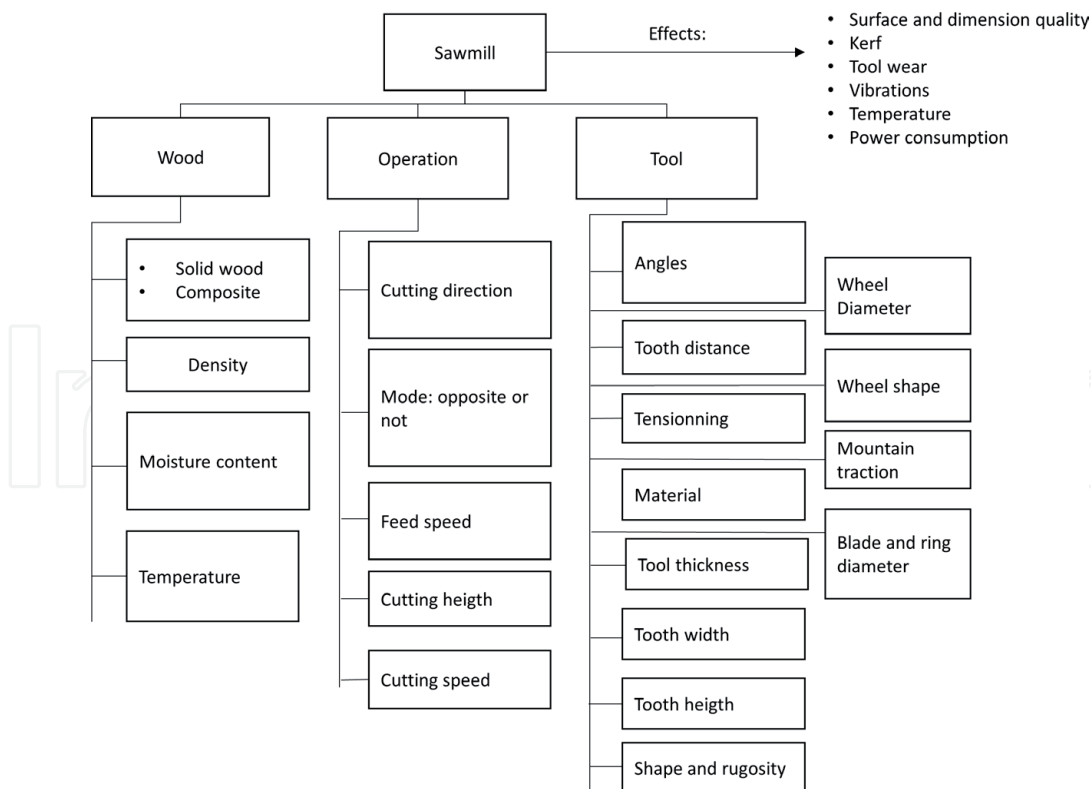 Sawmill
Effects:
• Surface and dimension quality
• Kerf
• Tool wear
• Vibrations
• Temperature
• Power consumption
Wood
Operation
Tool
• Solid wood
• Composite
Density
Moisture content
Temperature
Cutting direction
Mode: opposite or
not
Feed speed
Cutting heigth
Cutting speed
Angles
Tooth distance
Tensionning
Material
Tool thickness
Tooth width
Tooth heigth
Shape and rugosity
Wheel
Diameter
Wheel shape
Mountain
traction
Blade and ring
diameter